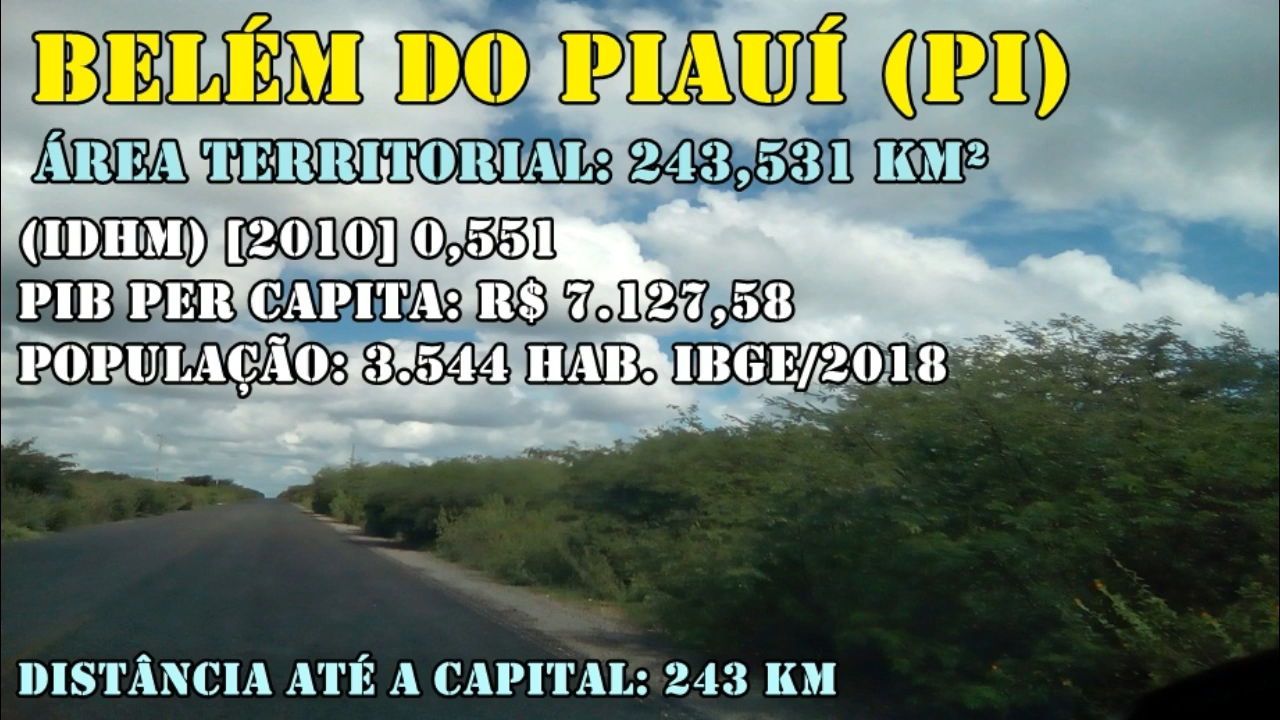 BELÉM DO PIAUÍ (PI)
ÁREA TERRITORIAL: 243,531 KM²
(IDHM) [2010] 0,551
PIB PER CAPITA: R$ 7.127,58
POPULAÇÃO: 3.544 HAB. IBGE/2018
DISTÂNCIA ATÉ A CAPITAL: 243 KM